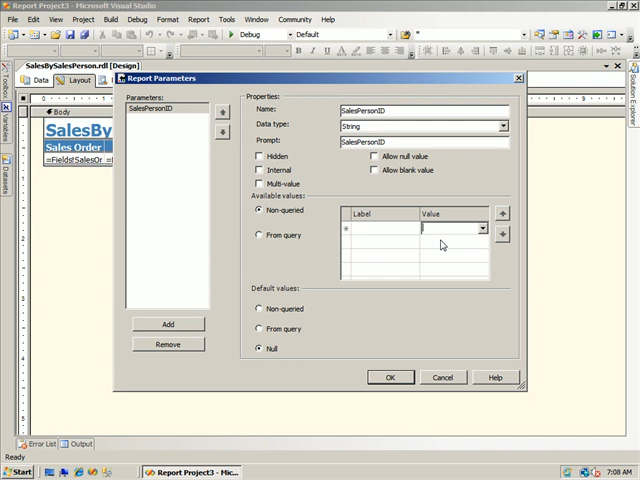 Report Project3 - Microsoft Visual Studio
File Edit View Project Build Debug Format Report Tools Window Community Help
Debug Default
SalesBySalesPerson.rdl [Design]
Data Layout
Toolbox
Variables
Datasets
Solution Explorer
Body
SalesBy
Sales Order
=Fields!SalesOr
Report Parameters
Parameters:
SalesPersonID
Add
Remove
Properties:
Name: SalesPersonID
Data type: String
Prompt: SalesPersonID
Hidden Allow null value
Internal Allow blank value
Multi-value
Available values:
Non-queried
From query
Label Value
Default values:
Non-queried
From query
Null
OK Cancel Help
Error List Output
Ready
Start Report Project3 - Mic... 7:08 AM